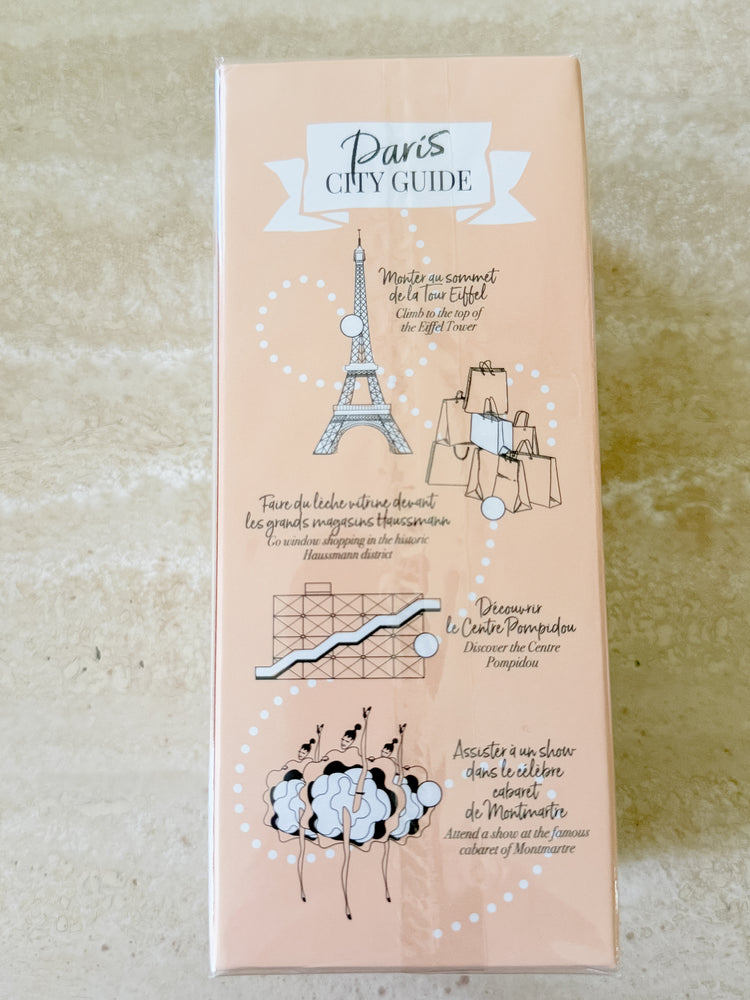 Paris
CITY GUIDE
Monter au sommet
de la Tour Eiffel
Climb to the top of
the Eiffel Tower
Faire du lèche vitrine devant
les grands magasins Haussmann
Go window shopping in the historic
Haussmann district
Découvrir
le Centre Pompidou
Discover the Centre
Pompidou
Assister à un show
dans le célèbre
cabaret
de Montmartre
Attend a show at the famous
cabaret of Montmartre